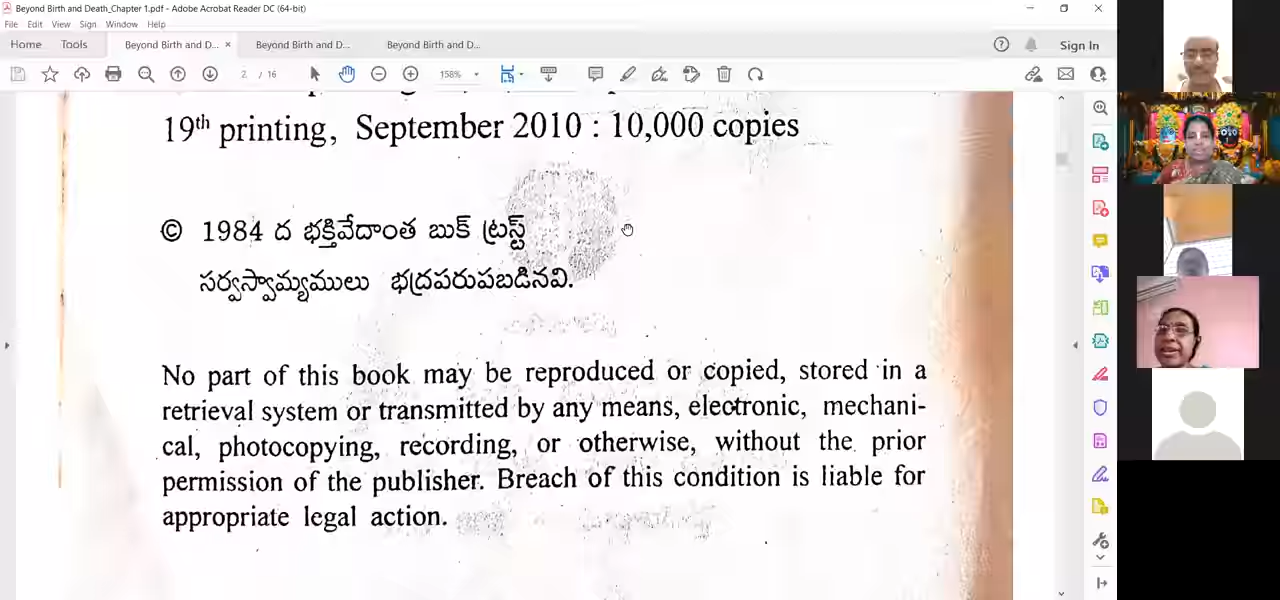 Beyond Birth and Death_Chapter 1.pdf - Adobe Acrobat Reader DC (64-bit)
File Edit View Sign Window Help
Home Tools Beyond Birth and D... × Beyond Birth and D... Beyond Birth and D... Sign In
2 / 16 158%
19th printing, September 2010 : 10,000 copies
© 1984 ద భక్తివేదాంత బుక్ ట్రస్ట్
సర్వస్వామ్యములు భద్రపరుపబడినవి.
No part of this book may be reproduced or copied, stored in a
retrieval system or transmitted by any means, electronic, mechani-
cal, photocopying, recording, or otherwise, without the prior
permission of the publisher. Breach of this condition is liable for
appropriate legal action.